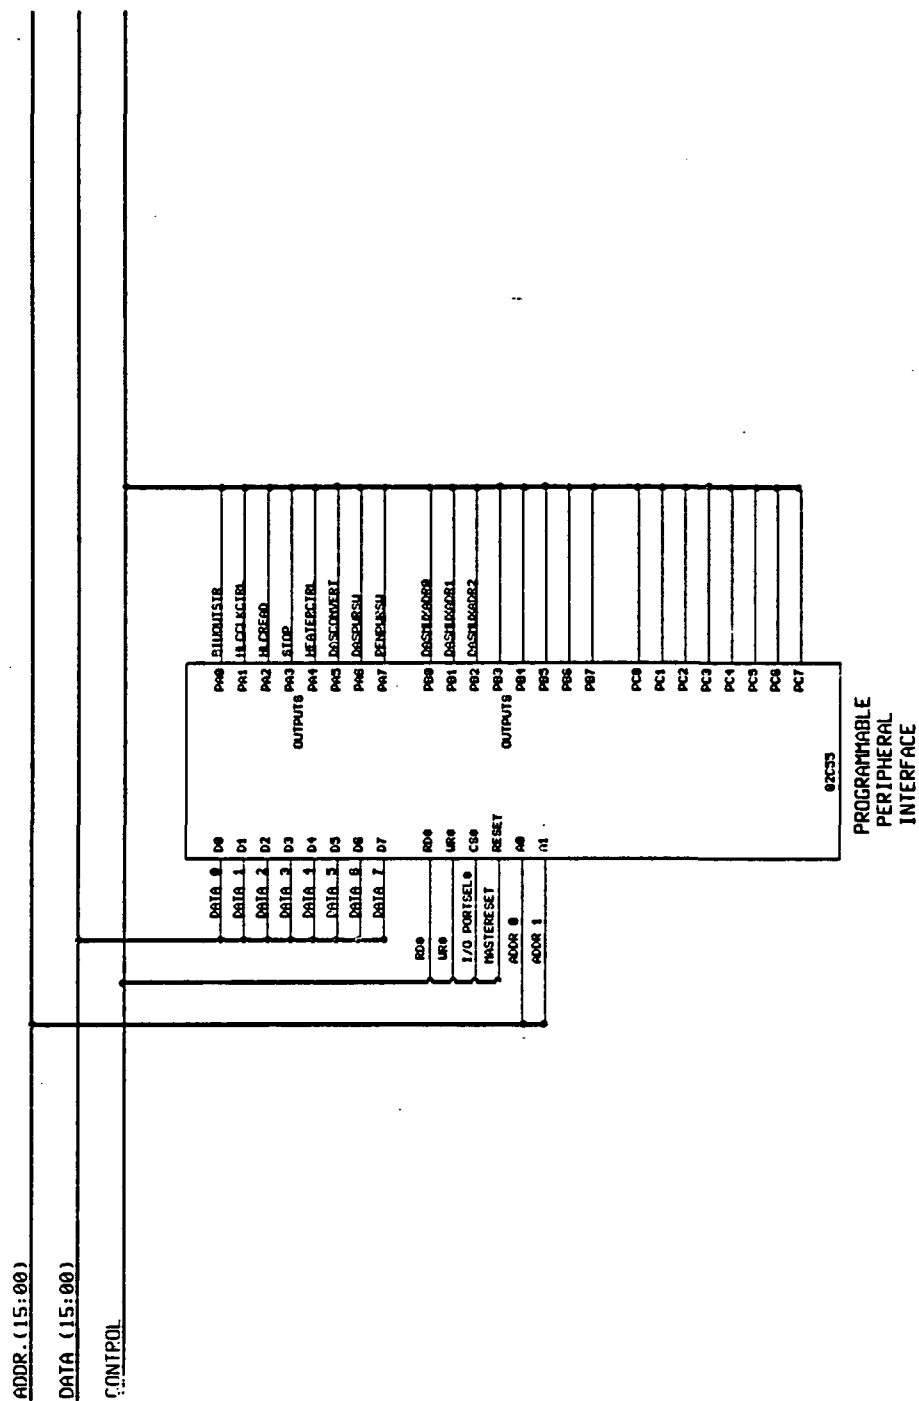 ADDR.(15:00)
DATA (15:00)
CONTROL
DATA 0 D0
DATA 1 D1
DATA 2 D2
DATA 3 D3
DATA 4 D4
DATA 5 D5
DATA 6 D6
DATA 7 D7
RD0 RD0
WR0 WR0
I/O PORTSEL0 CS0
MASTERESET RESET
ADDR 0 A0
ADDR 1 A1
PA0
PA1
PA2 HLCREAD
PA3 STOP
PA4 HEATERCTRL
PA5 DASCONVERT
PA6 DASPWRSW
PA7
OUTPUTS
PB0 DASMUXADR0
PB1 DASMUXADR1
PB2 DASMUXADR2
PB3
PB4
PB5
PB6
PB7
OUTPUTS
PC0
PC1
PC2
PC3
PC4
PC5
PC6
PC7
82C55
PROGRAMMABLE
PERIPHERAL
INTERFACE